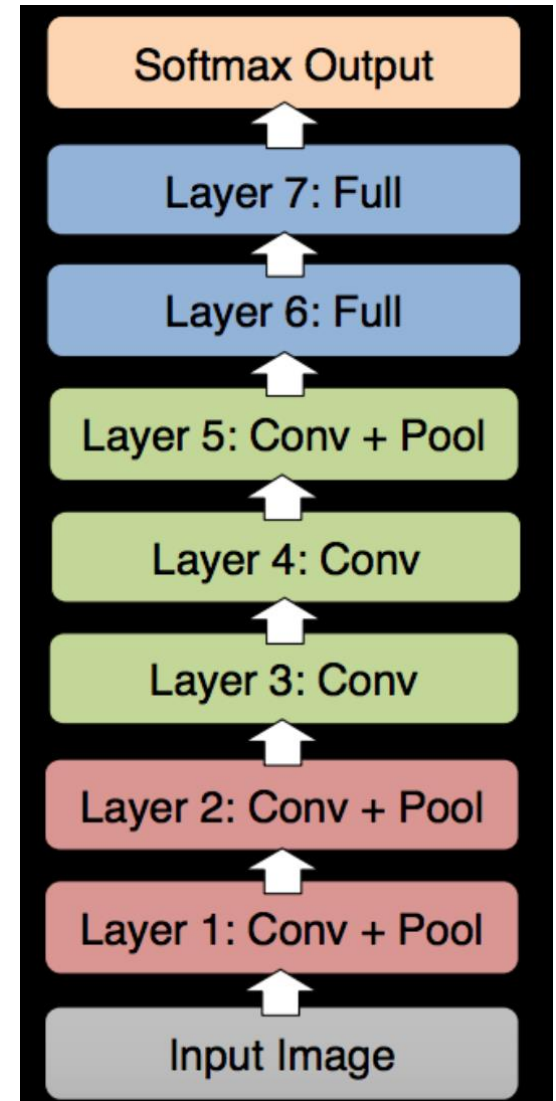 Softmax Output
Layer 7: Full
Layer 6: Full
Layer 5: Conv + Pool
Layer 4: Conv
Layer 3: Conv
Layer 2: Conv + Pool
Layer 1: Conv + Pool
Input Image